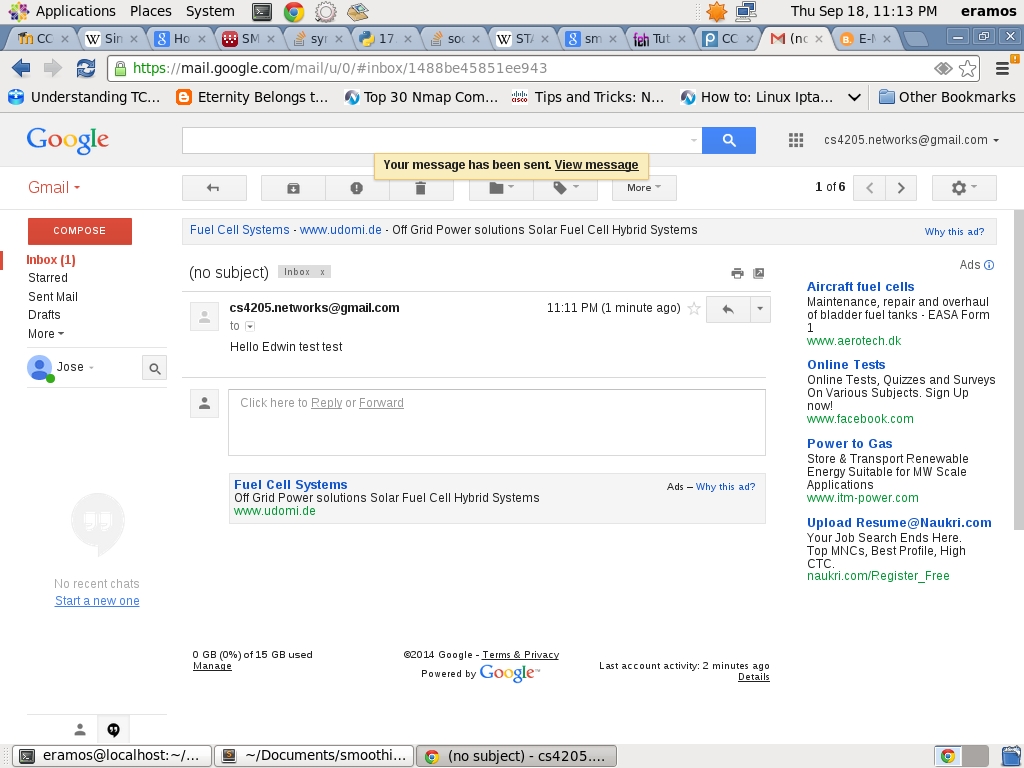 Applications Places System Thu Sep 18, 11:13 PM eramos
CC Sin Ho SM syr 17 soc STA sm Tut CC (no E-M
https://mail.google.com/mail/u/0/#inbox/1488be45851ee943
Understanding TC... Eternity Belongs t... Top 30 Nmap Com... Tips and Tricks: N... How to: Linux Ipta... Other Bookmarks
Google cs4205.networks@gmail.com
Your message has been sent. View message
Gmail More 1 of 6
COMPOSE
Inbox (1)
Starred
Sent Mail
Drafts
More
Jose
No recent chats
Start a new one
Fuel Cell Systems - www.udomi.de - Off Grid Power solutions Solar Fuel Cell Hybrid Systems Why this ad?
(no subject) Inbox x
cs4205.networks@gmail.com 11:11 PM (1 minute ago)
to
Hello Edwin test test
Click here to Reply or Forward
Fuel Cell Systems Ads – Why this ad?
Off Grid Power solutions Solar Fuel Cell Hybrid Systems
www.udomi.de
Ads
Aircraft fuel cells
Maintenance, repair and overhaul
of bladder fuel tanks - EASA Form
1
www.aerotech.dk
Online Tests
Online Tests, Quizzes and Surveys
On Various Subjects. Sign Up
now!
www.facebook.com
Power to Gas
Store & Transport Renewable
Energy Suitable for MW Scale
Applications
www.itm-power.com
Upload Resume@Naukri.com
Your Job Search Ends Here.
Top MNCs, Best Profile, High
CTC.
naukri.com/Register_Free
0 GB (0%) of 15 GB used
Manage
©2014 Google - Terms & Privacy
Powered by Google™
Last account activity: 2 minutes ago
Details
eramos@localhost:~/... ~/Documents/smoothi... (no subject) - cs4205....